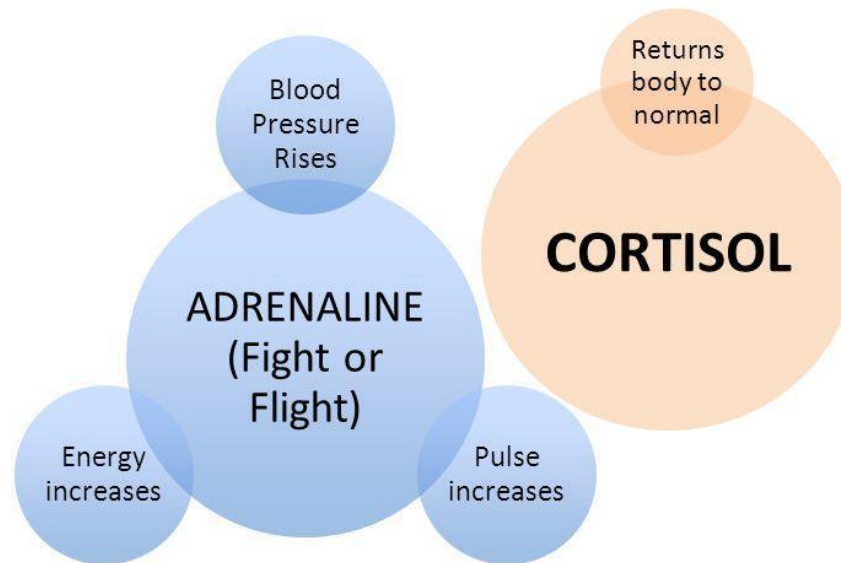 Blood
Pressure
Rises
ADRENALINE
(Fight or
Flight)
Energy
increases
Pulse
increases
Returns
body to
normal
CORTISOL